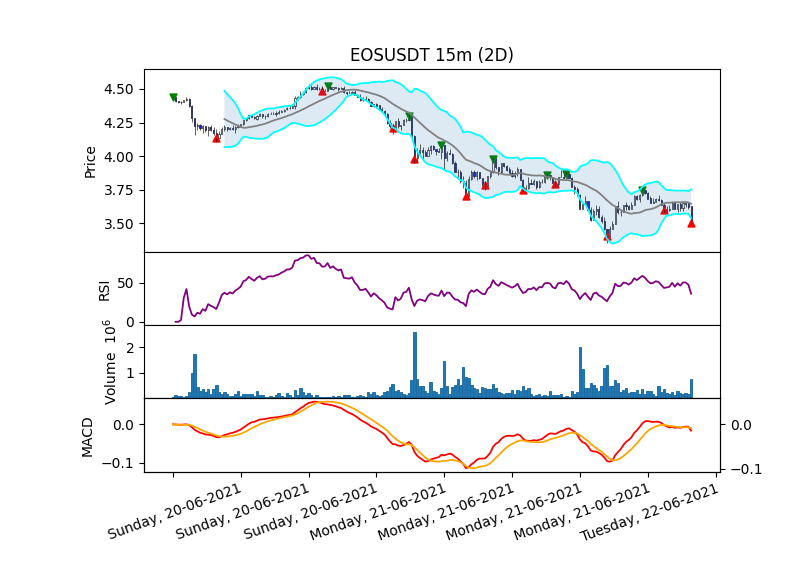 EOSUSDT 15m (2D)
Price
4.50
4.25
4.00
3.75
3.50
RSI
50
0
Volume 10^6
2
1
MACD
0.0
−0.1
0.0
−0.1
Sunday, 20-06-2021
Sunday, 20-06-2021
Sunday, 20-06-2021
Monday, 21-06-2021
Monday, 21-06-2021
Monday, 21-06-2021
Monday, 21-06-2021
Tuesday, 22-06-2021